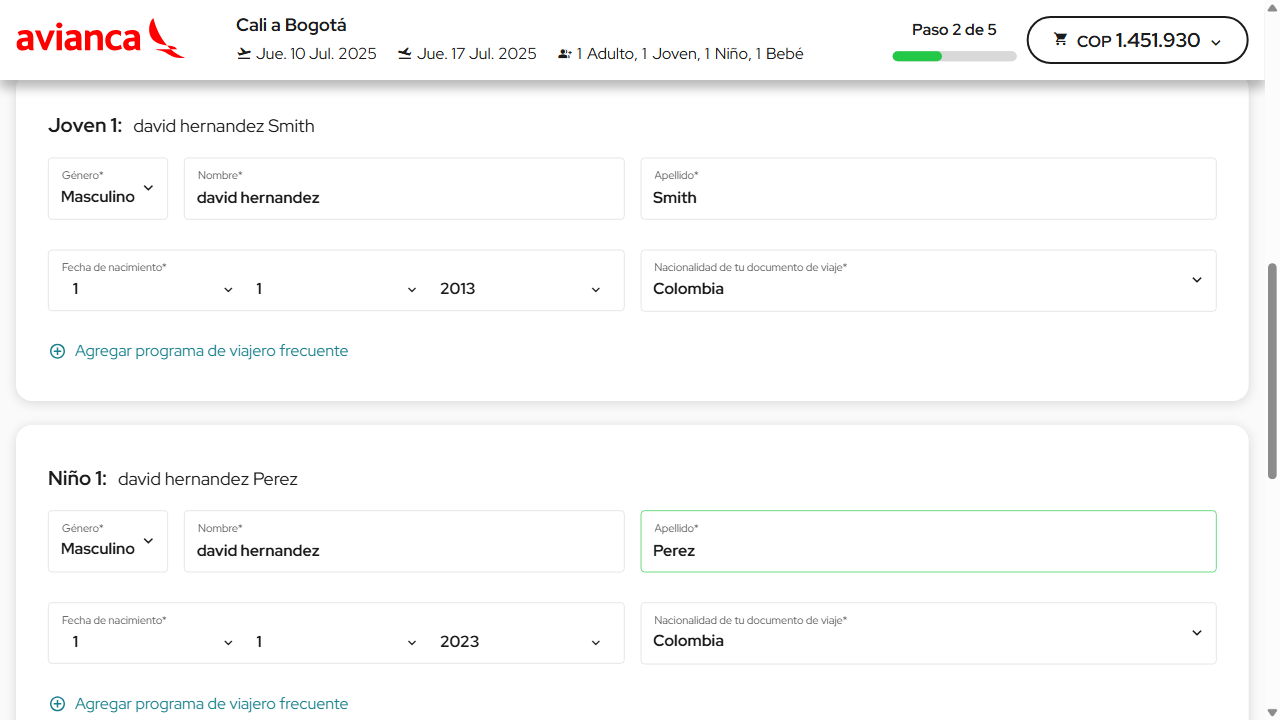 avianca
Cali a Bogotá
Jue. 10 Jul. 2025 Jue. 17 Jul. 2025 1 Adulto, 1 Joven, 1 Niño, 1 Bebé
Paso 2 de 5
COP 1.451.930
Joven 1: david hernandez Smith
Género* Nombre* Apellido*
Masculino david hernandez Smith
Fecha de nacimiento* Nacionalidad de tu documento de viaje*
1 1 2013 Colombia
Agregar programa de viajero frecuente
Niño 1: david hernandez Perez
Género* Nombre* Apellido*
Masculino david hernandez Perez
Fecha de nacimiento* Nacionalidad de tu documento de viaje*
1 1 2023 Colombia
Agregar programa de viajero frecuente